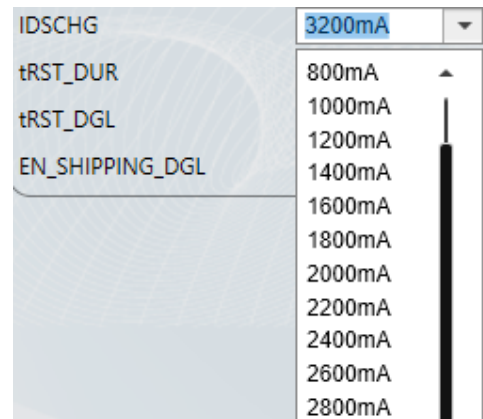 IDSCHG 3200mA
tRST_DUR 800mA
1000mA
tRST_DGL 1200mA
EN_SHIPPING_DGL 1400mA
1600mA
1800mA
2000mA
2200mA
2400mA
2600mA
2800mA